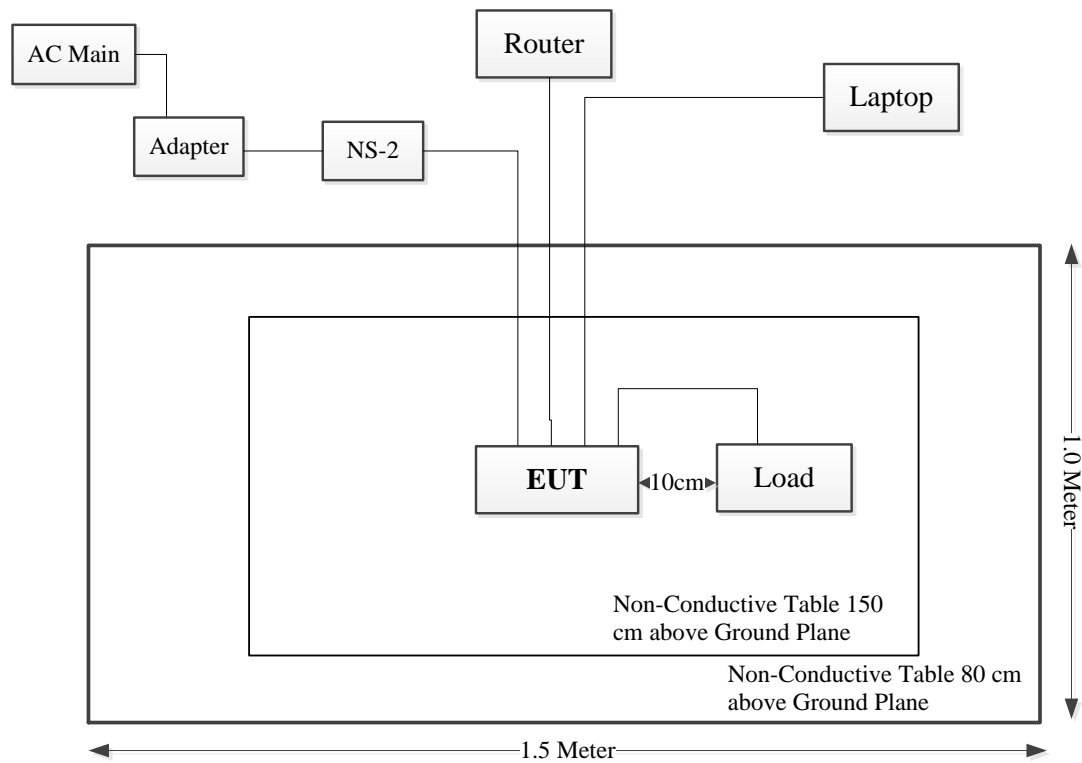 AC Main
Router
Laptop
Adapter
NS-2
EUT
10cm
Load
Non-Conductive Table 150
cm above Ground Plane
Non-Conductive Table 80 cm
above Ground Plane
1.0 Meter
1.5 Meter